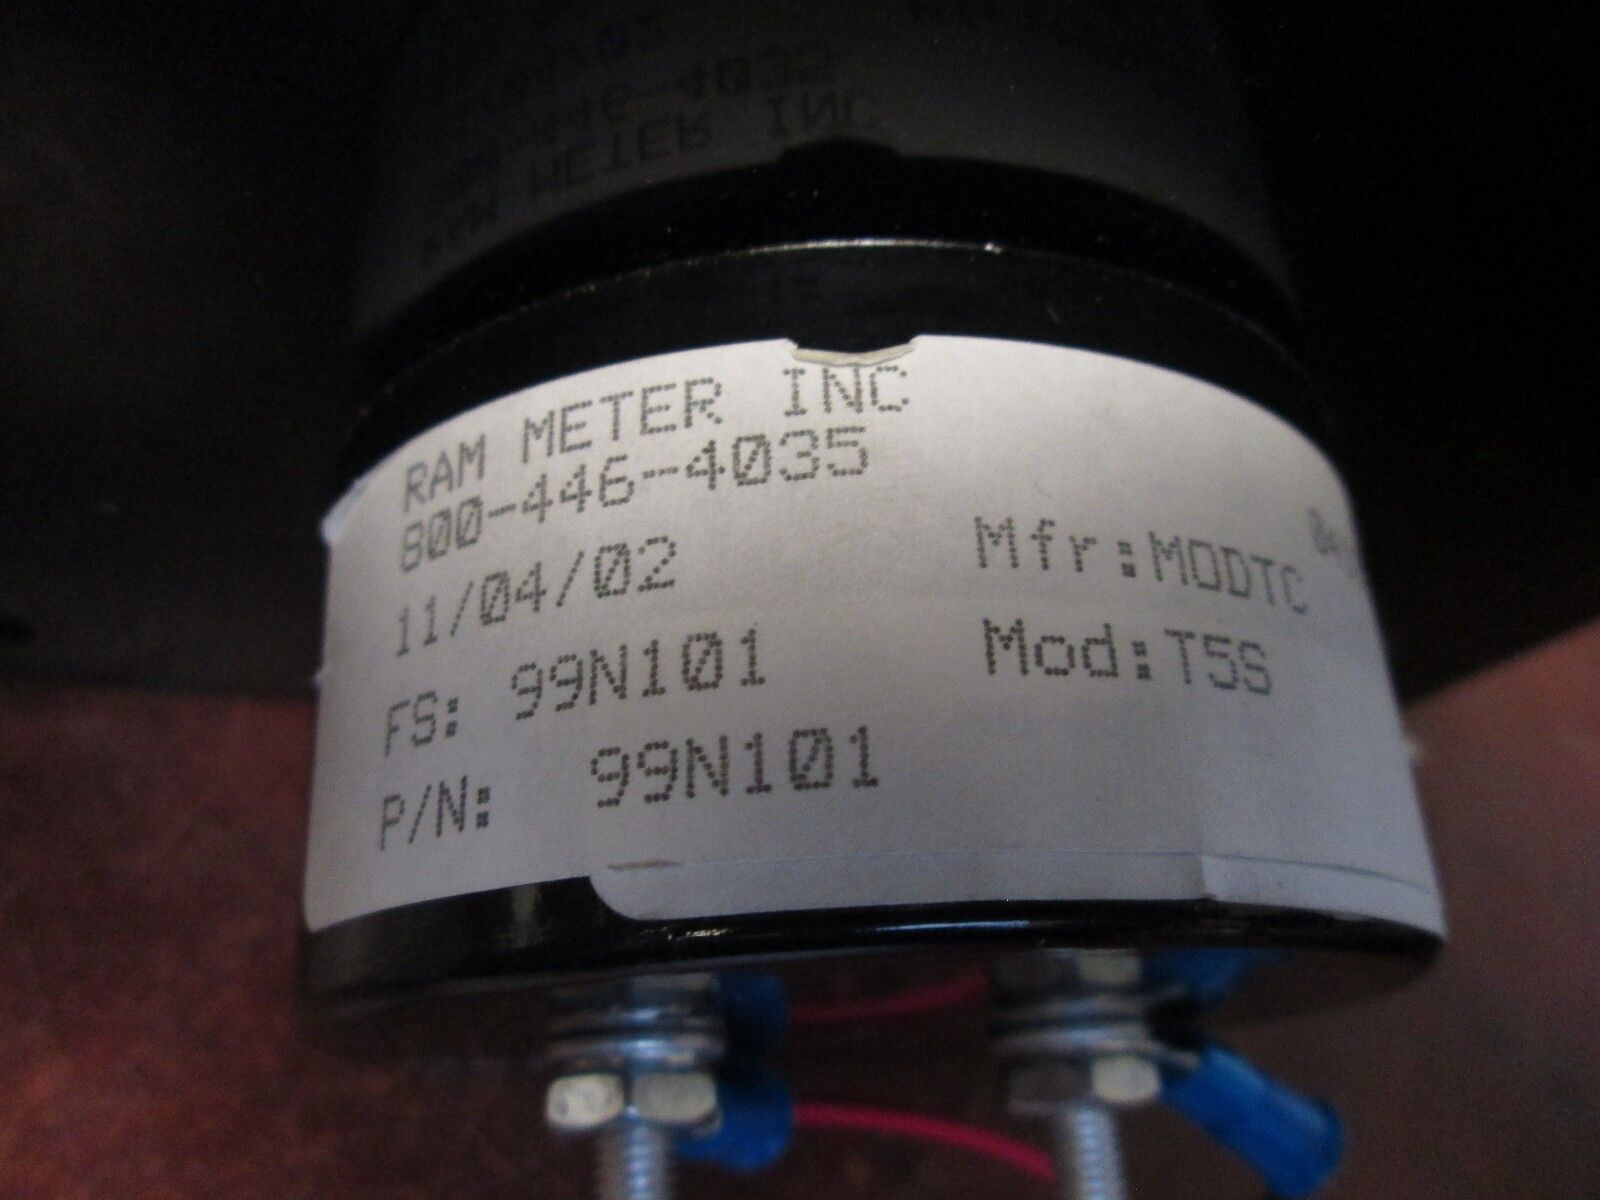 RAM METER INC
800-446-4035
11/04/02
Mfr:MODTC
FS: 99N101
Mod:T5S
P/N: 99N101